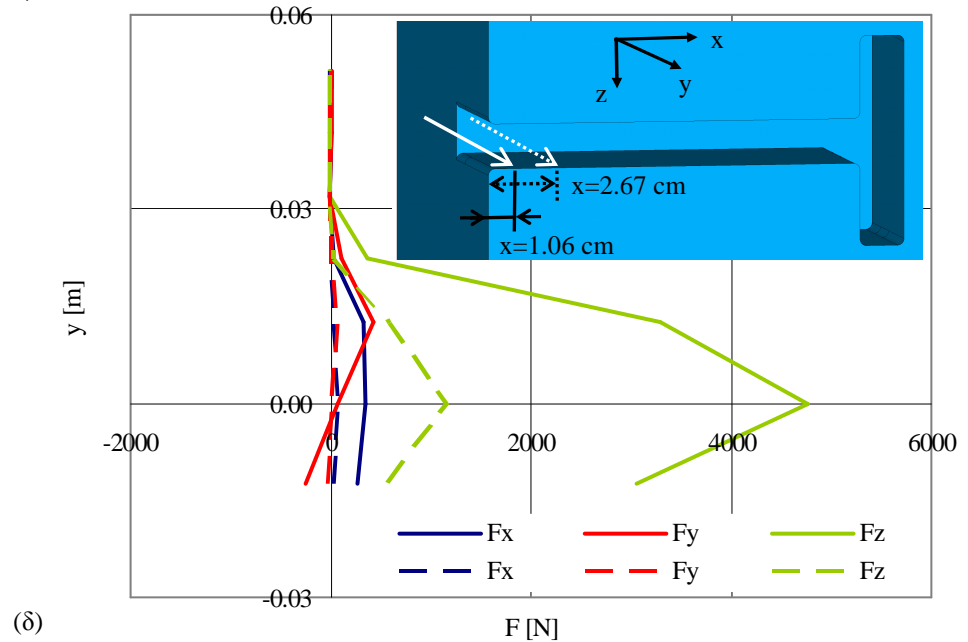 0.06
x
z
y
x=2.67 cm
x=1.06 cm
0.03
y [m]
0.00
-2000
0
2000
4000
6000
Fx
Fy
Fz
Fx
Fy
Fz
-0.03
(δ)
F [N]